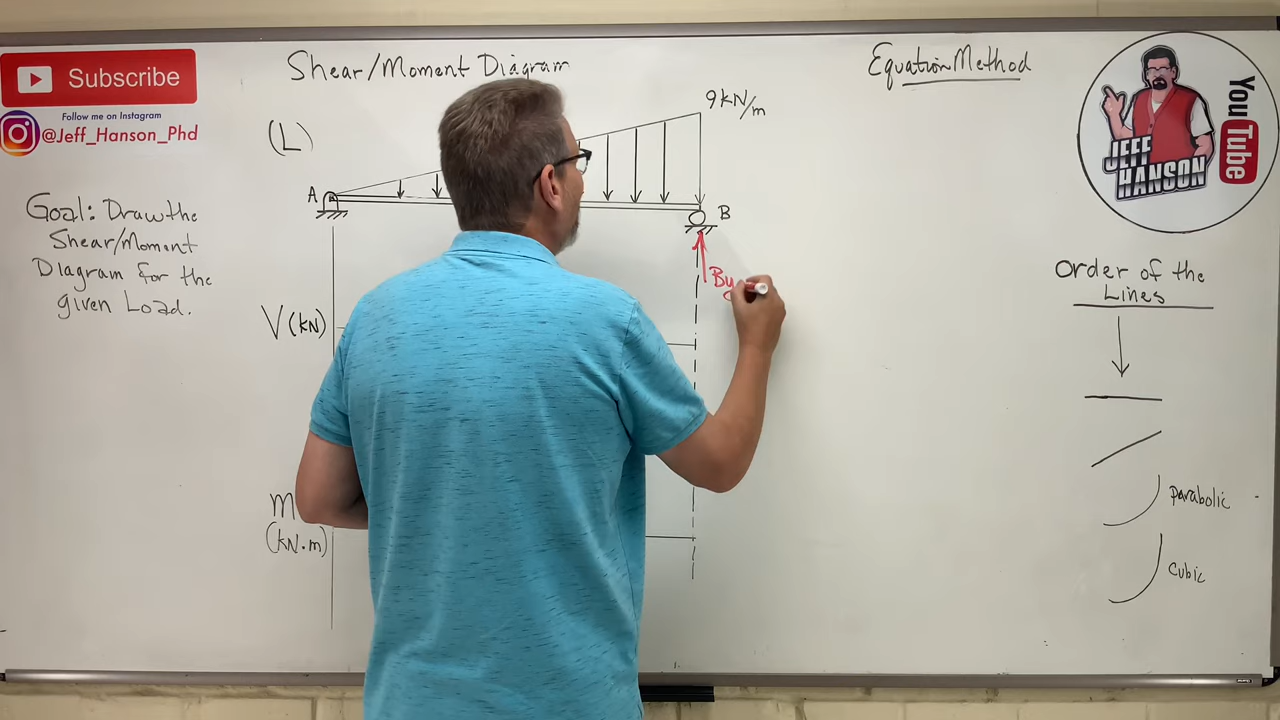 Subscribe
Follow me on Instagram
@Jeff_Hanson_Phd
Shear/Moment Diagram
Equation Method
(L)
9kN/m
A
B
By
Goal: Draw the
Shear/Moment
Diagram for the
given Load.
V(kN)
m
(kN.m)
Order of the
Lines
Parabolic
Cubic
JEFF
HANSON
YouTube